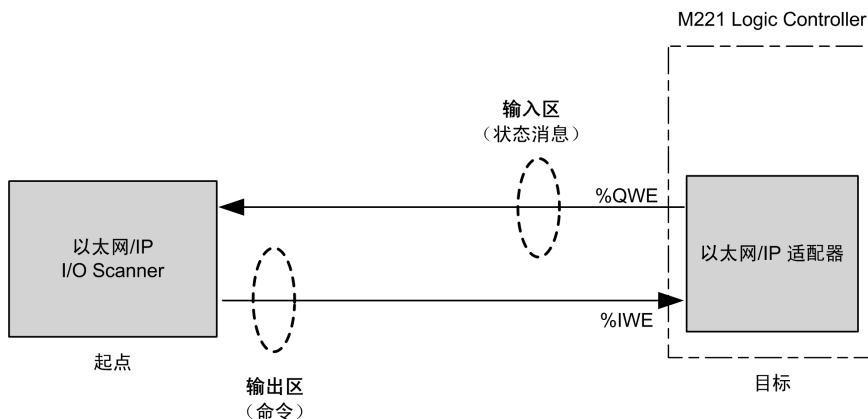 M221 Logic Controller
输入区
（状态消息）
%QWE
以太网/IP
I/O Scanner
以太网/IP 适配器
%IWE
起点
目标
输出区
（命令）